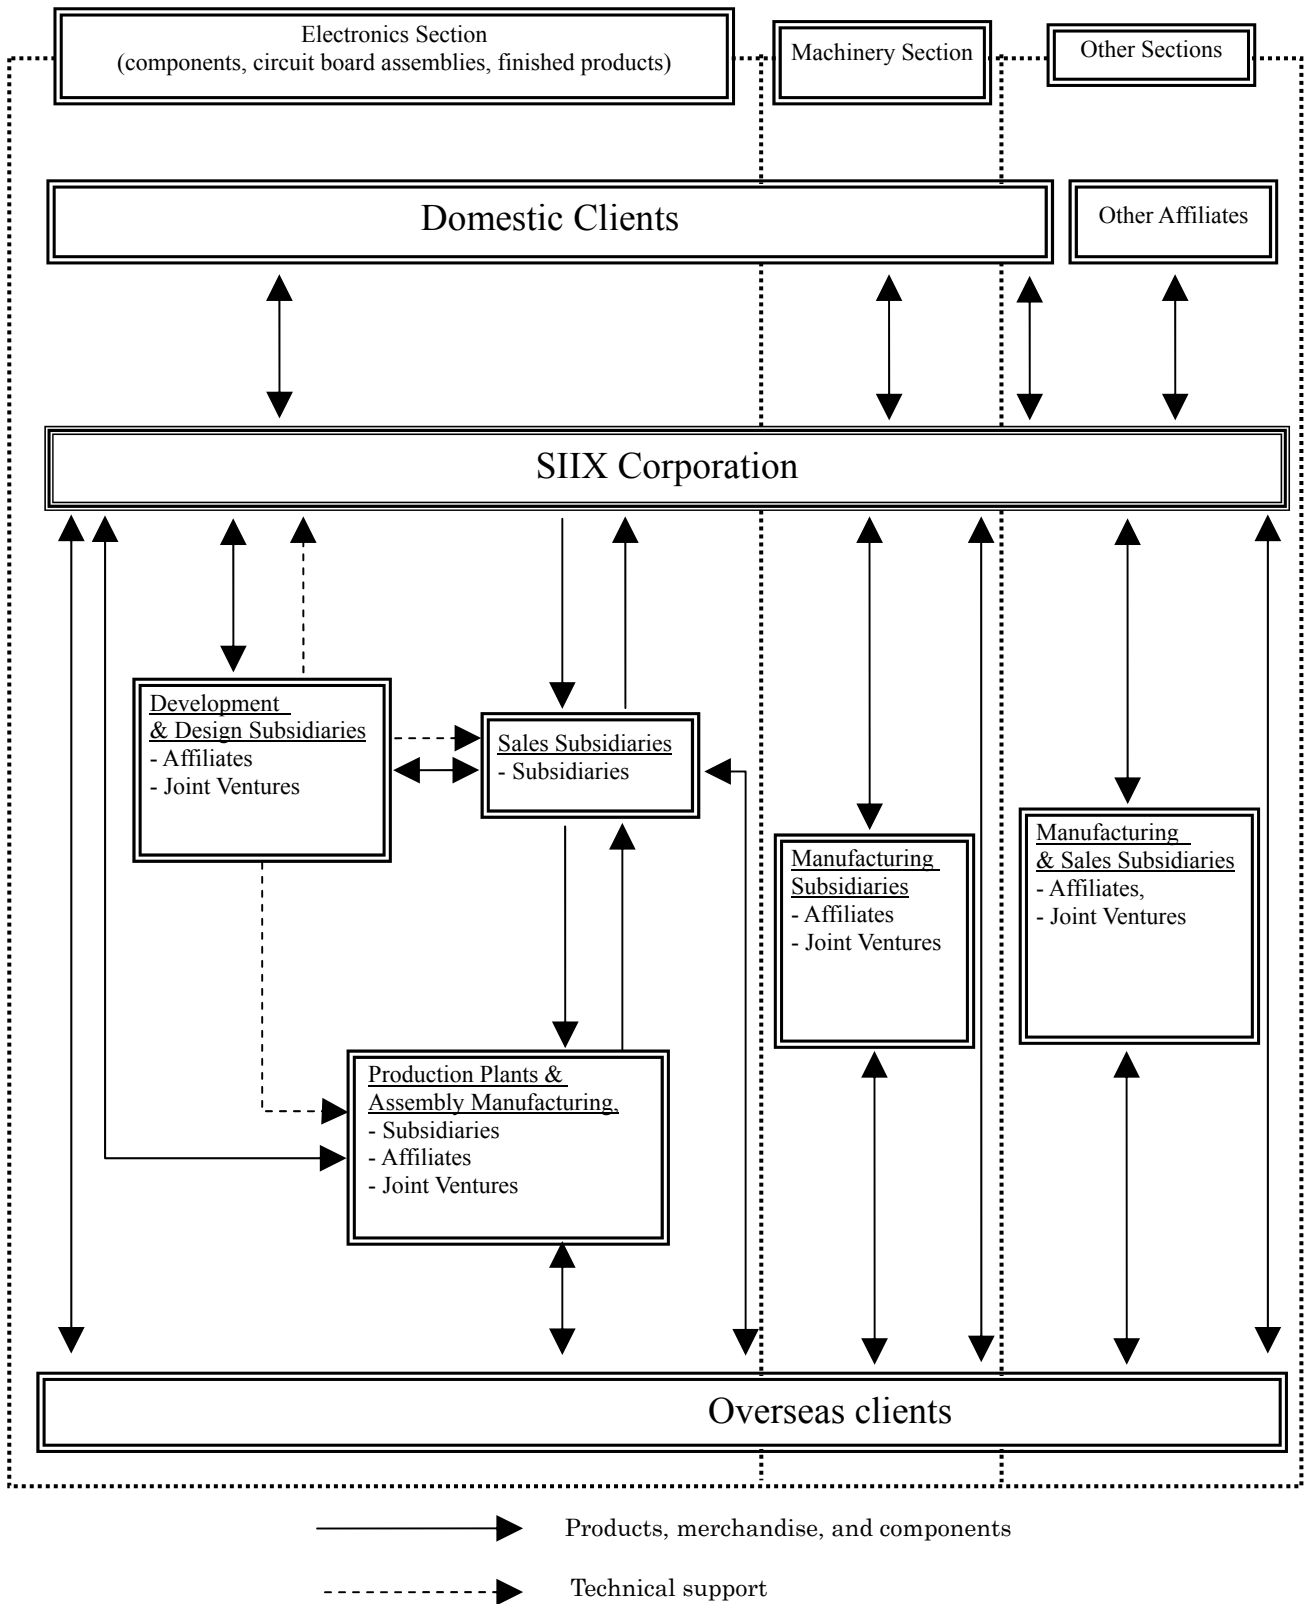 Electronics Section
(components, circuit board assemblies, finished products)
Machinery Section
Other Sections
Domestic Clients
Other Affiliates
SIIX Corporation
Development
& Design Subsidiaries
- Affiliates
- Joint Ventures
Sales Subsidiaries
- Subsidiaries
Manufacturing
Subsidiaries
- Affiliates
- Joint Ventures
Manufacturing
& Sales Subsidiaries
- Affiliates,
- Joint Ventures
Production Plants &
Assembly Manufacturing,
- Subsidiaries
- Affiliates
- Joint Ventures
Overseas clients
Products, merchandise, and components
Technical support